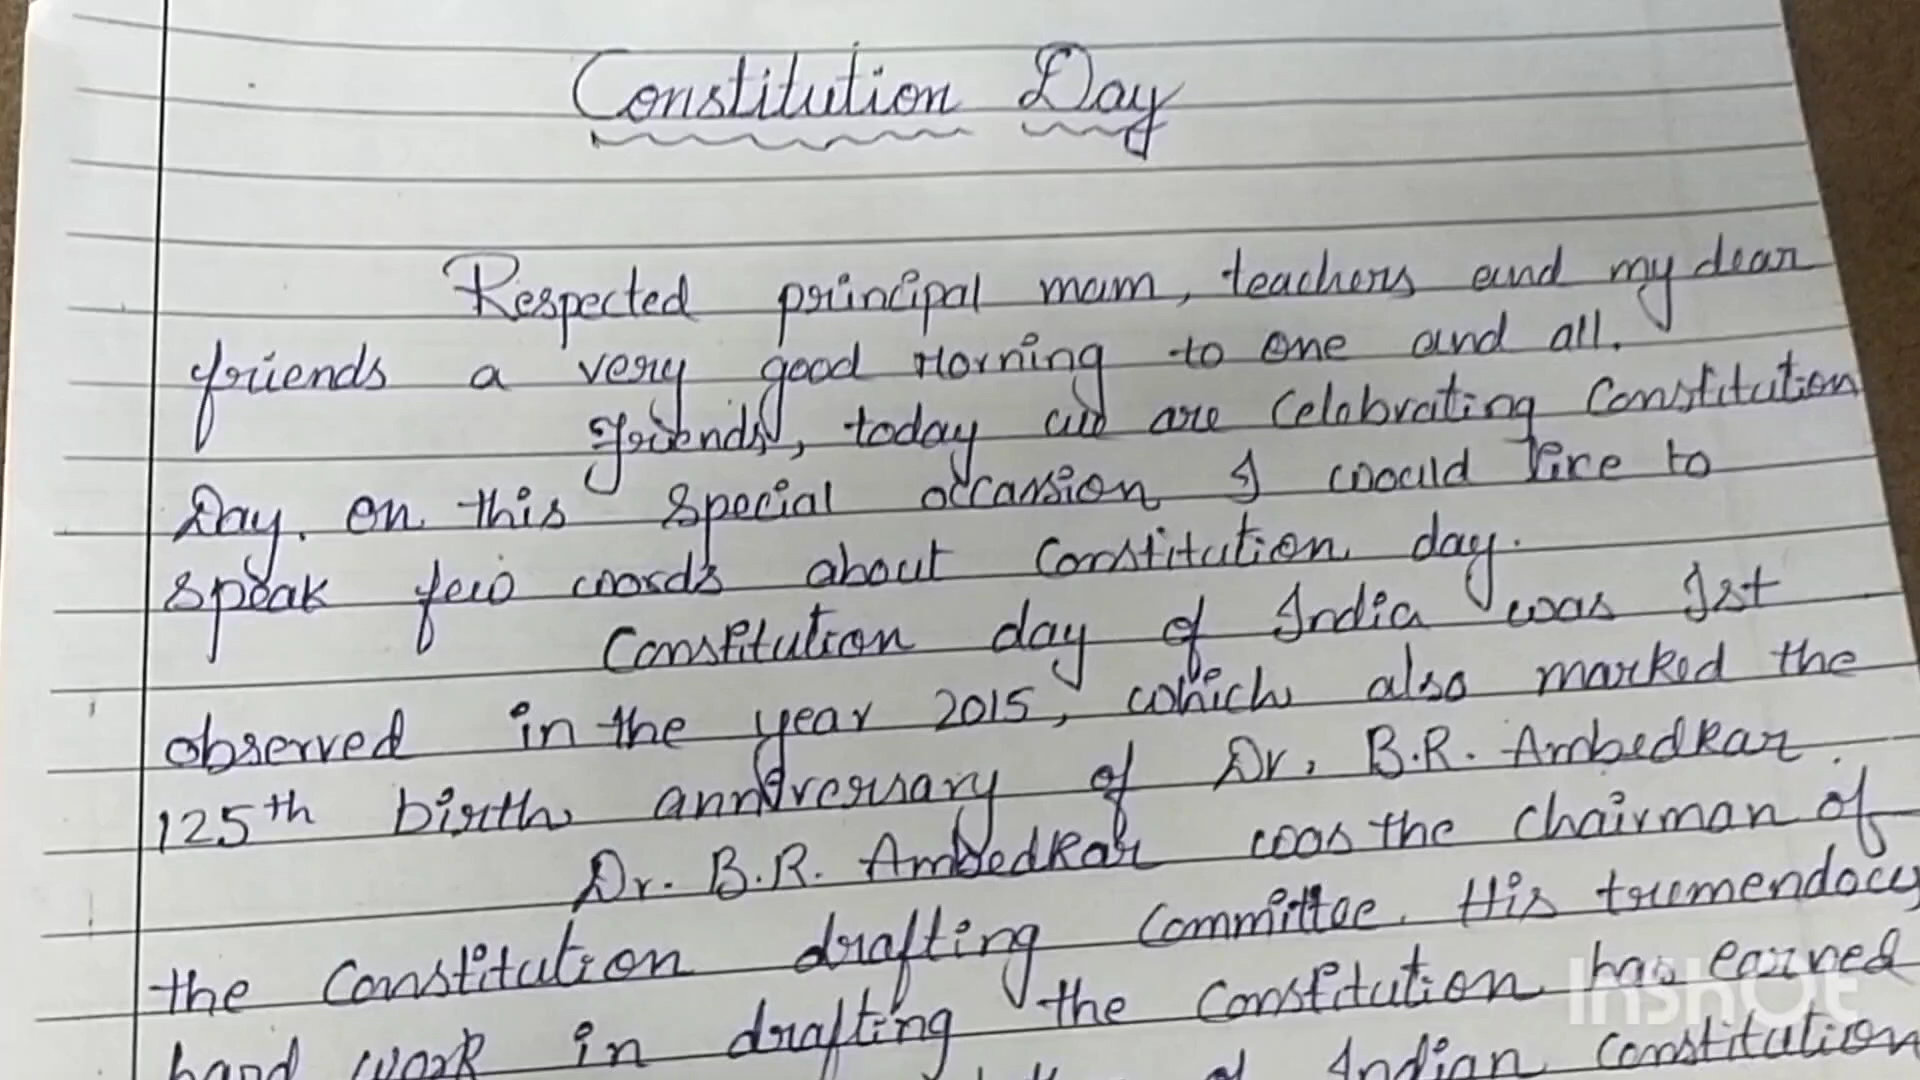 Constitution Day
Respected principal mam, teachers and my dear
friends a very good Morning to one and all.
friends, today we are Celebrating Constitution
Day. on this special occassion I would like to
speak few words about Constitution day.
Constitution day of India was 1st
observed in the year 2015, which also marked the
125th birth anniversary of Dr. B.R. Ambedkar.
Dr. B.R. Ambedkar was the chairman of
the Constitution drafting Committee. His tremendocy
hard work in drafting the Constitution has earned
of Indian Constitution
InShOt